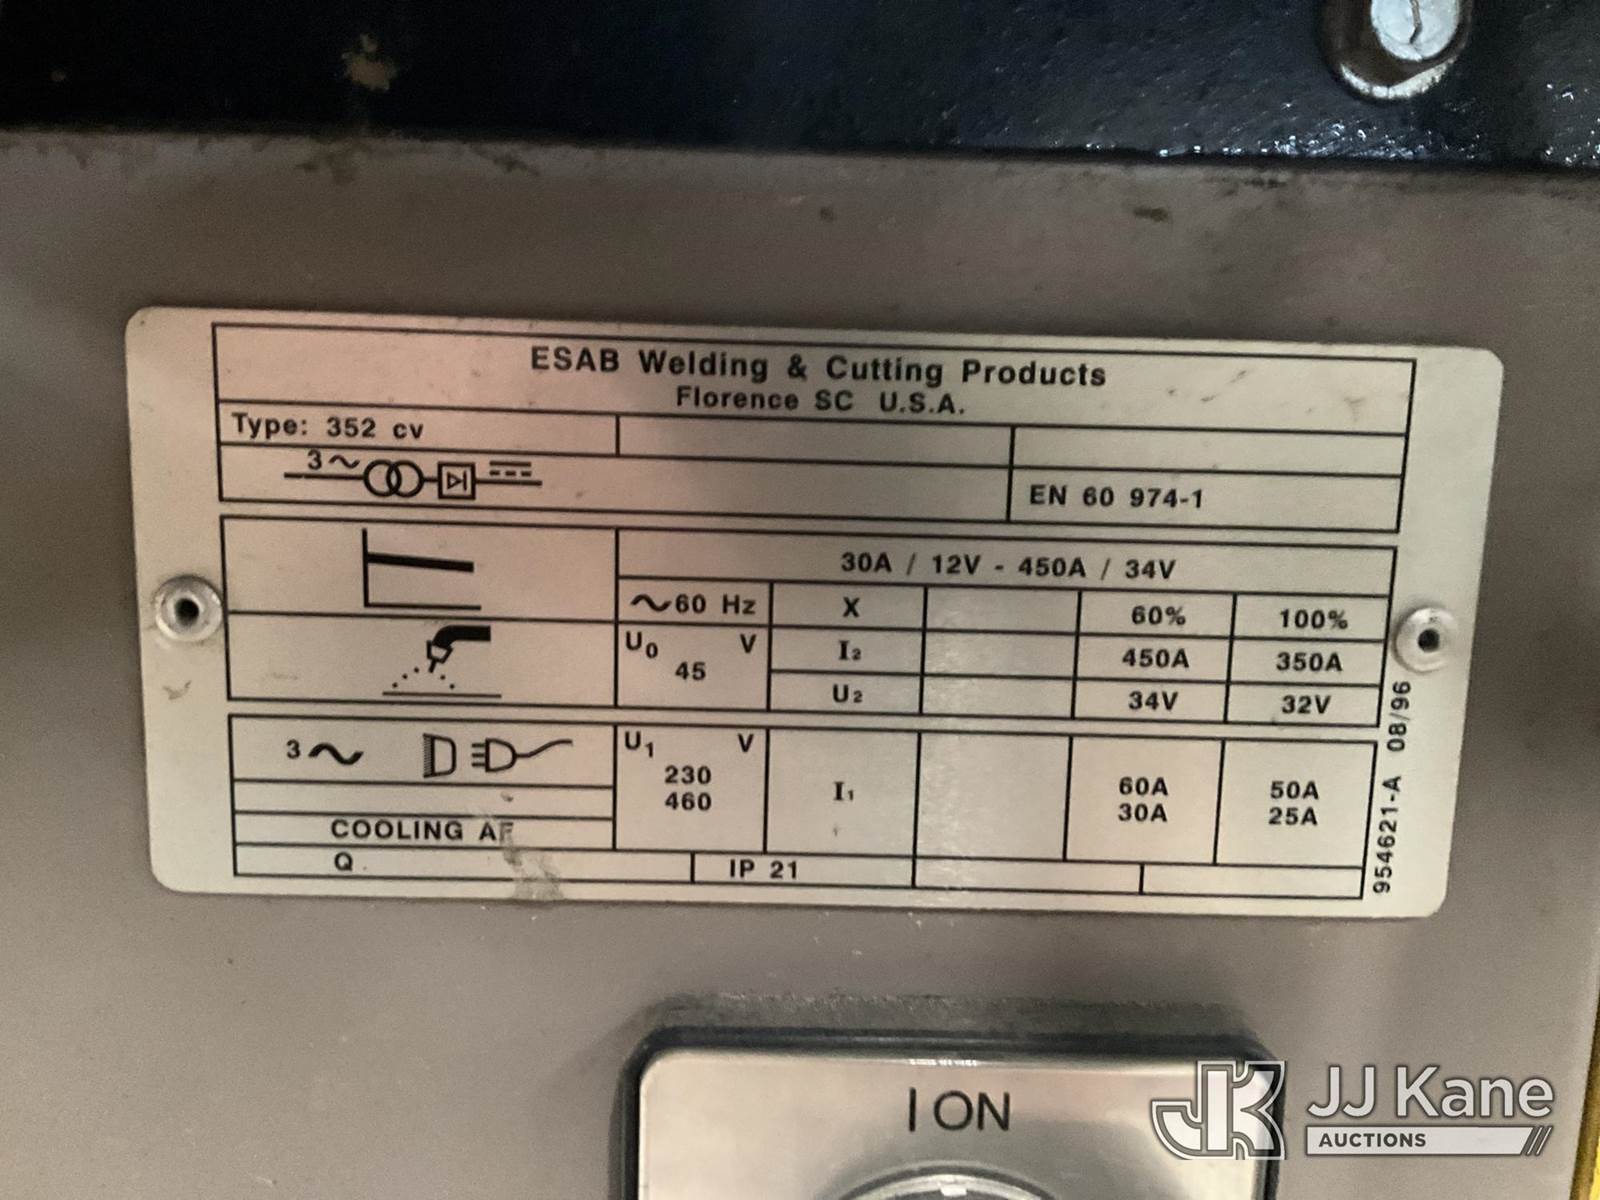 ESAB Welding & Cutting Products
Florence SC U.S.A.
Type: 352 cv
3~
EN 60 974-1
30A / 12V - 450A / 34V
~60 Hz X 60% 100%
U0 V 45
I2 450A 350A
U2 34V 32V
3~
U1 V
230
460
I1
60A 50A
30A 25A
COOLING AF
Q
IP 21
954621-A 08/96
I ON
JK JJ Kane
AUCTIONS